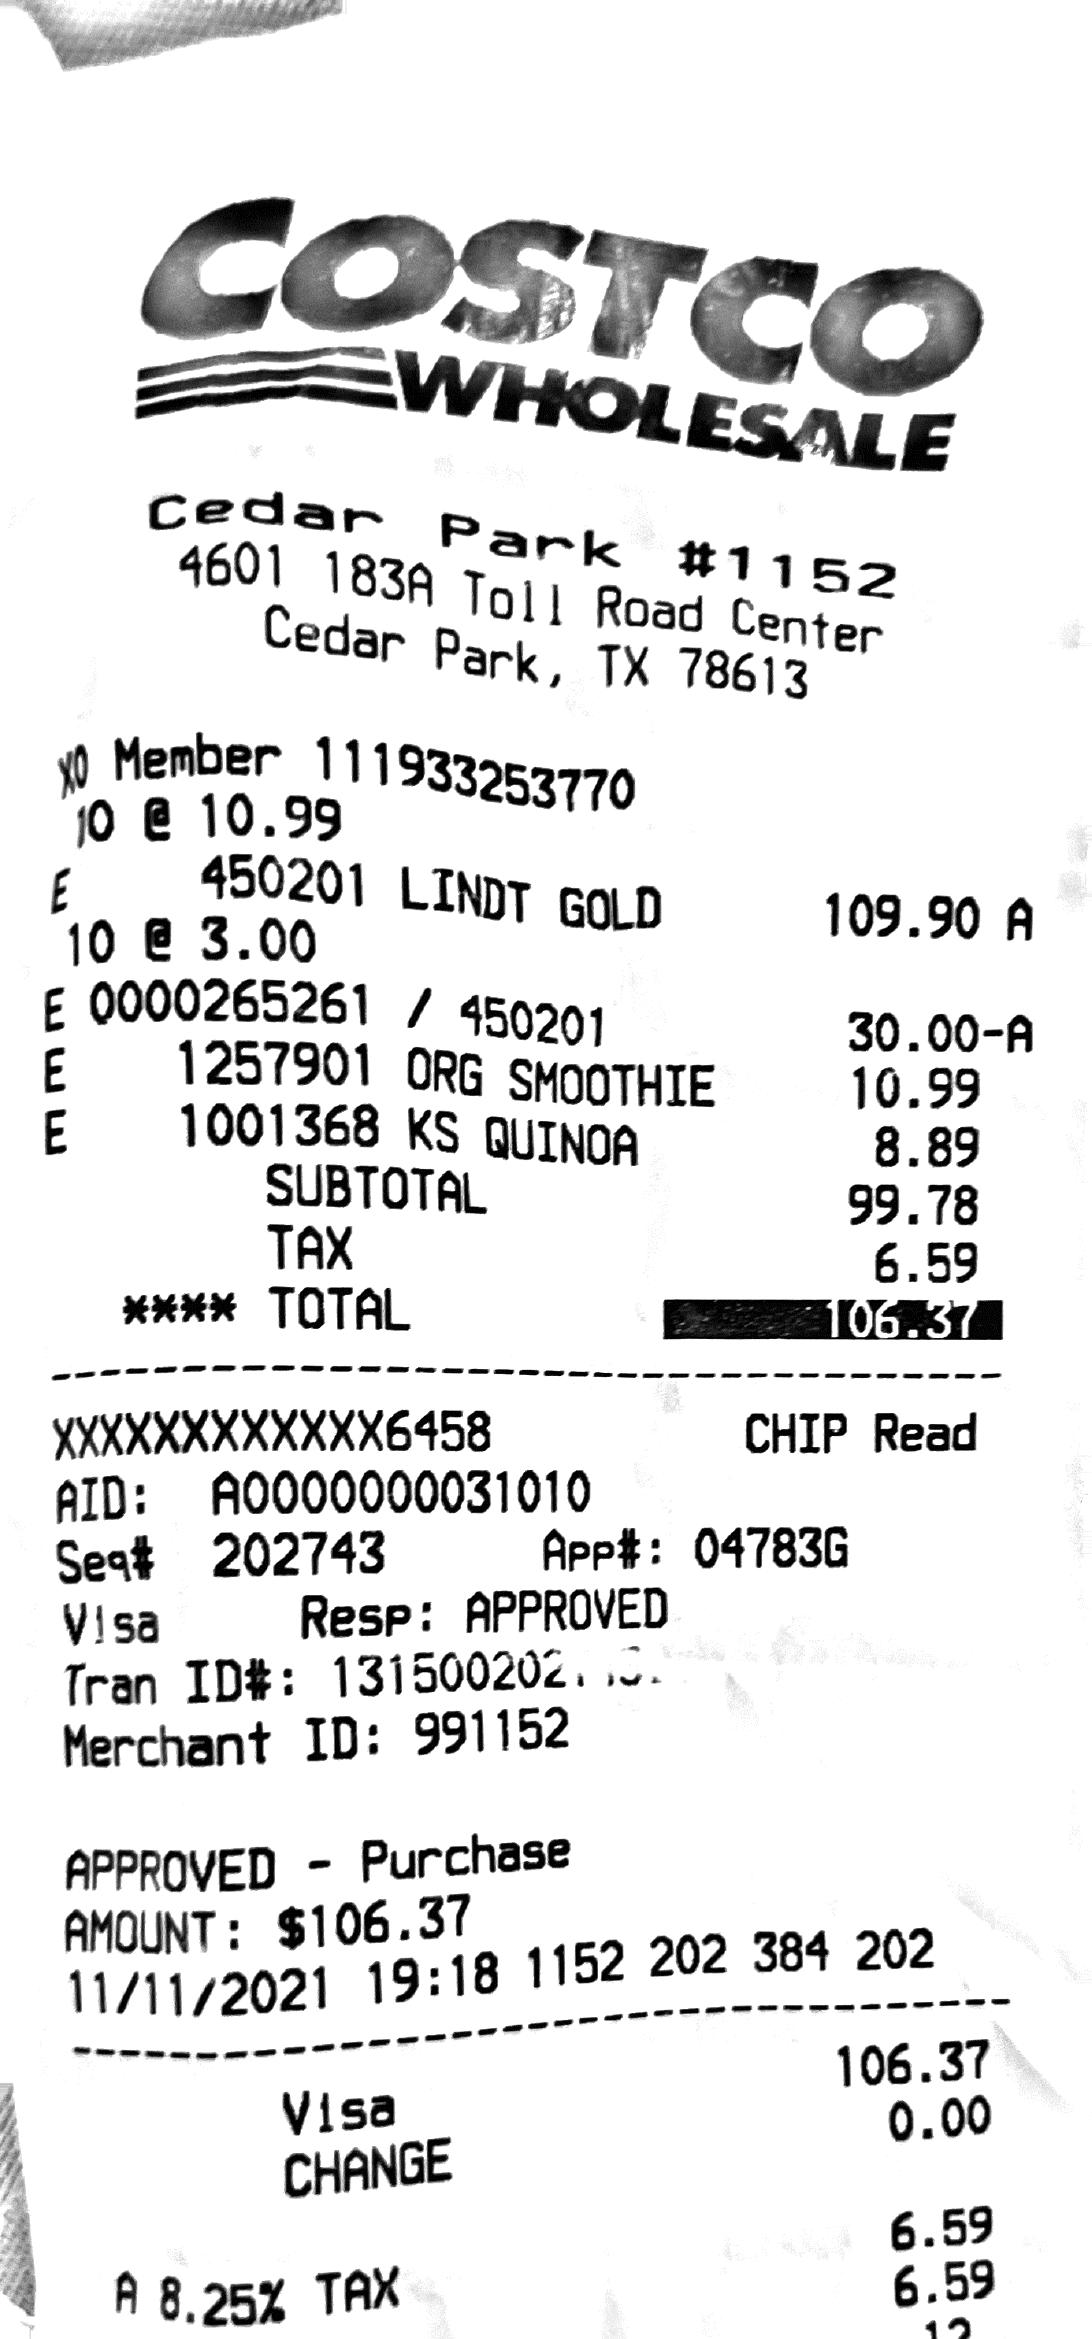 COSTCO
WHOLESALE
Cedar Park #1152
4601 183A Toll Road Center
Cedar Park, TX 78613
XO Member 111933253770
10 @ 10.99
E 450201 LINDT GOLD 109.90 A
10 @ 3.00
E 0000265261 / 450201 30.00-A
E 1257901 ORG SMOOTHIE 10.99
E 1001368 KS QUINOA 8.89
SUBTOTAL 99.78
TAX 6.59
**** TOTAL 106.37
XXXXXXXXXXXX6458 CHIP Read
AID: A0000000031010
Seq# 202743 App#: 04783G
Visa Resp: APPROVED
Tran ID#:
Merchant ID: 991152
APPROVED - Purchase
AMOUNT: $106.37
11/11/2021 19:18 1152 202 384 202
Visa 106.37
CHANGE 0.00
A 8.25% TAX 6.59
6.59
12